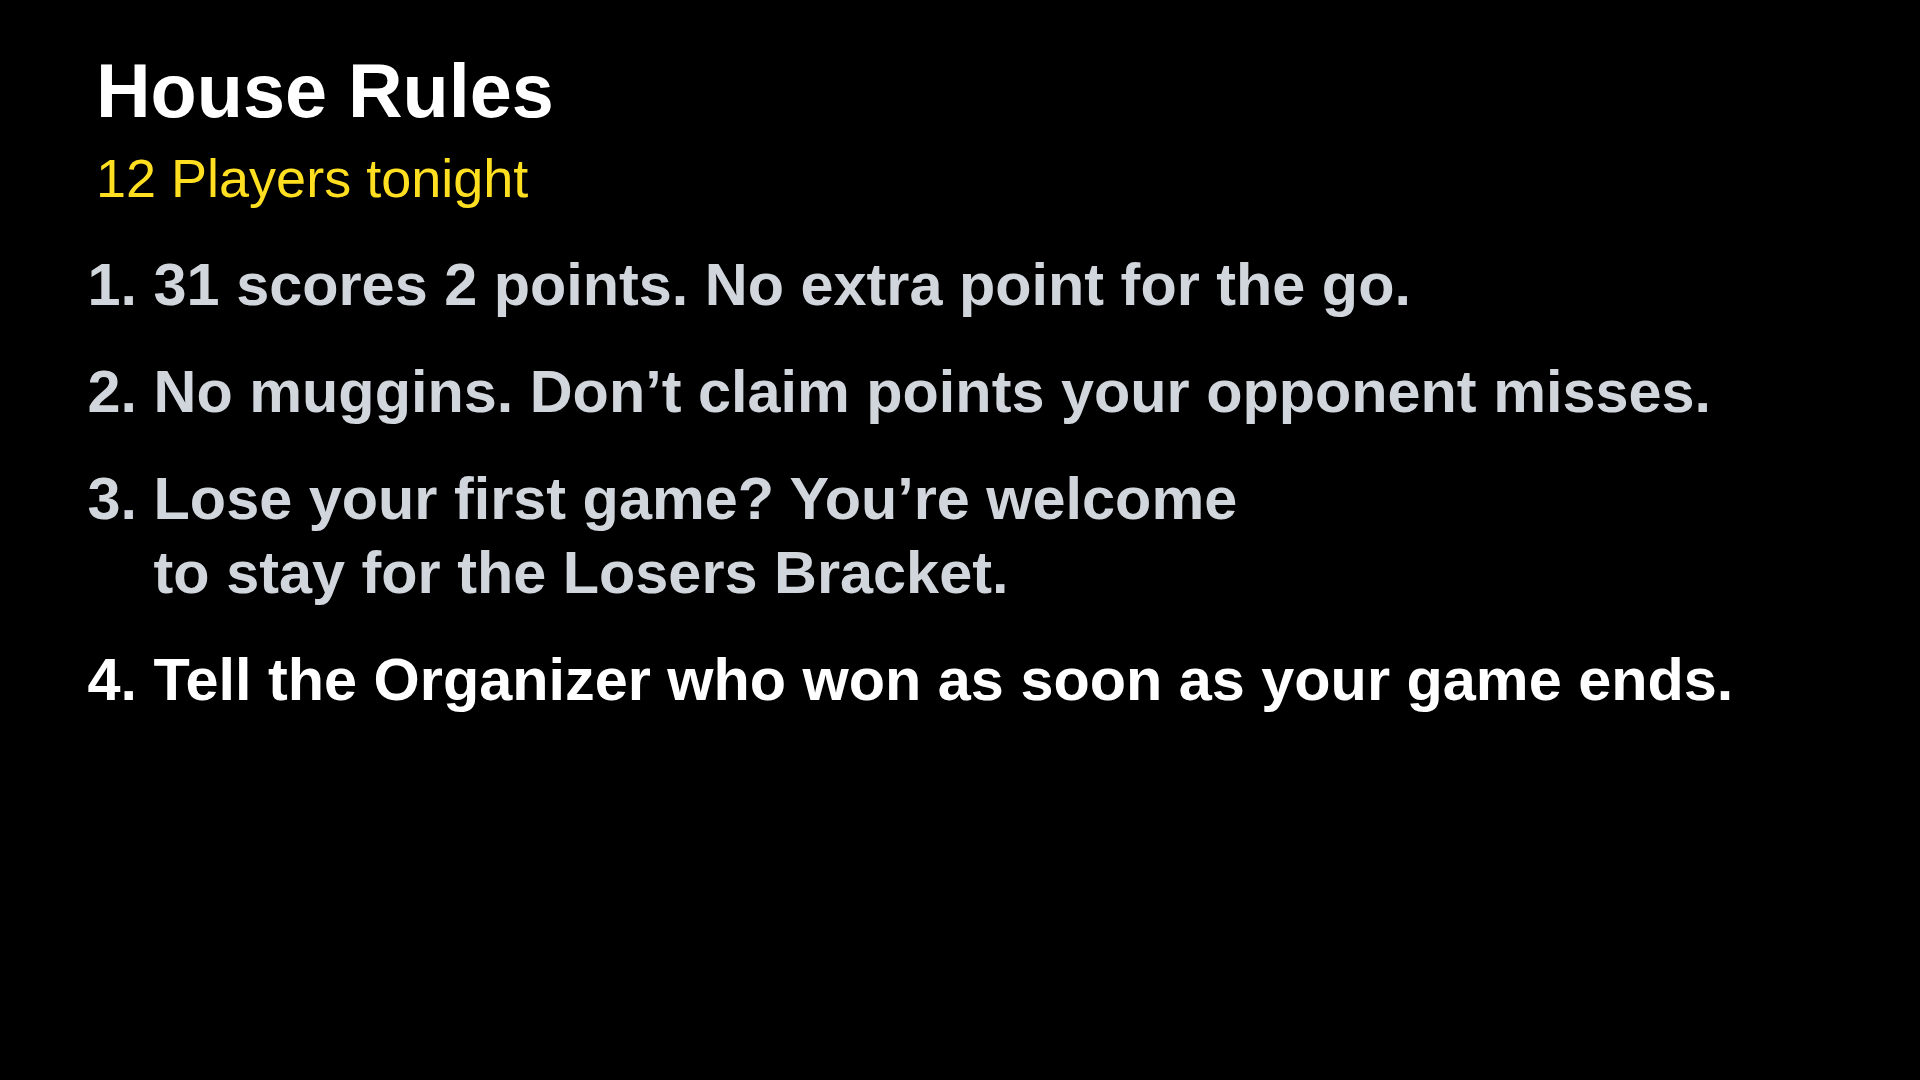 House Rules
12 Players tonight
1. 31 scores 2 points. No extra point for the go.
2. No muggins. Don’t claim points your opponent misses.
3. Lose your first game? You’re welcome
to stay for the Losers Bracket.
4. Tell the Organizer who won as soon as your game ends.